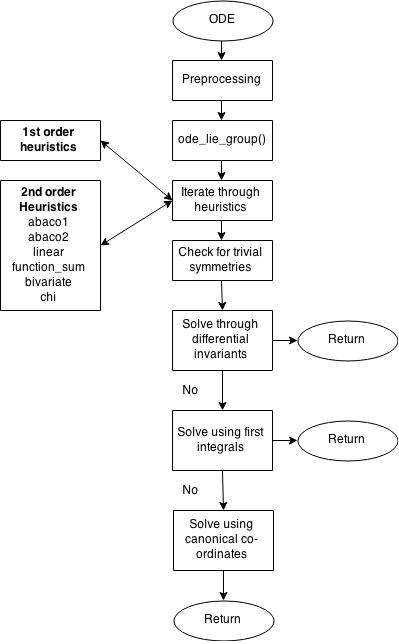 ODE
Preprocessing
ode_lie_group()
1st order
heuristics
Iterate through
heuristics
2nd order
Heuristics
abaco1
abaco2
linear
function_sum
bivariate
chi
Check for trivial
symmetries
Solve through
differential
invariants
Return
No
Solve using first
integrals
Return
No
Solve using
canonical co-
ordinates
Return